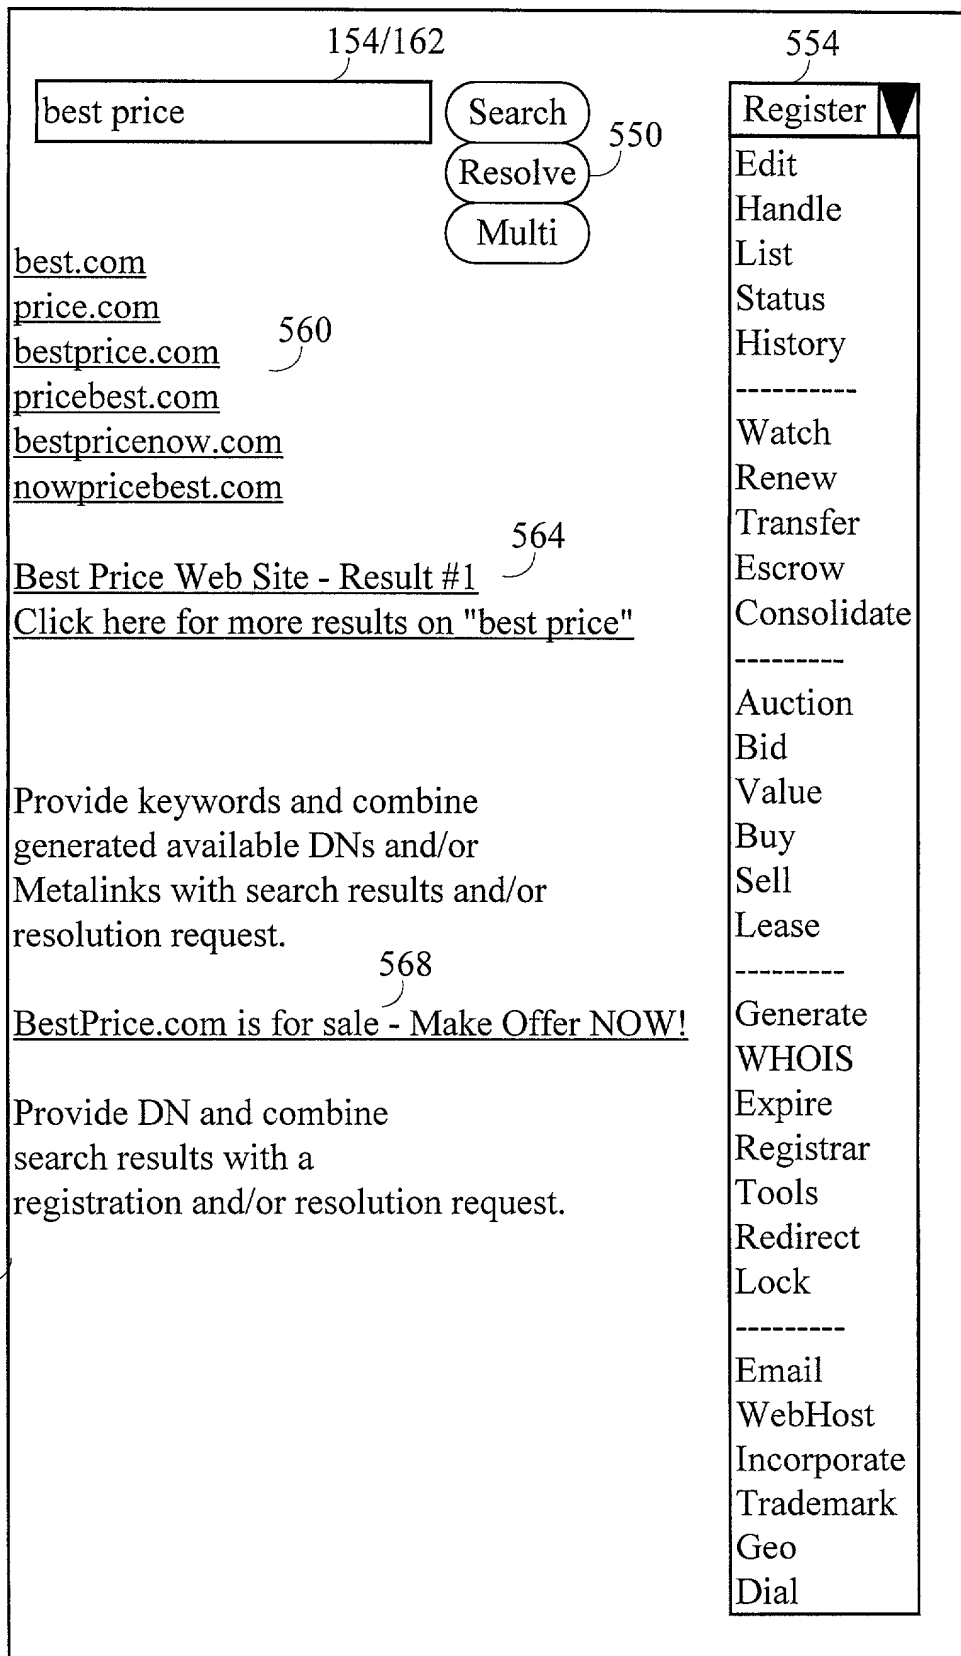 154/162
best price
Search
Resolve
550
Multi
best.com
price.com
560
bestprice.com
pricebest.com
bestpricenow.com
nowpricebest.com
564
Best Price Web Site - Result #1
Click here for more results on "best price"
Provide keywords and combine
generated available DNs and/or
Metalinks with search results and/or
resolution request.
568
BestPrice.com is for sale - Make Offer NOW!
Provide DN and combine
search results with a
registration and/or resolution request.
554
Register
Edit
Handle
List
Status
History
-----------
Watch
Renew
Transfer
Escrow
Consolidate
---------
Auction
Bid
Value
Buy
Sell
Lease
---------
Generate
WHOIS
Expire
Registrar
Tools
Redirect
Lock
---------
Email
WebHost
Incorporate
Trademark
Geo
Dial